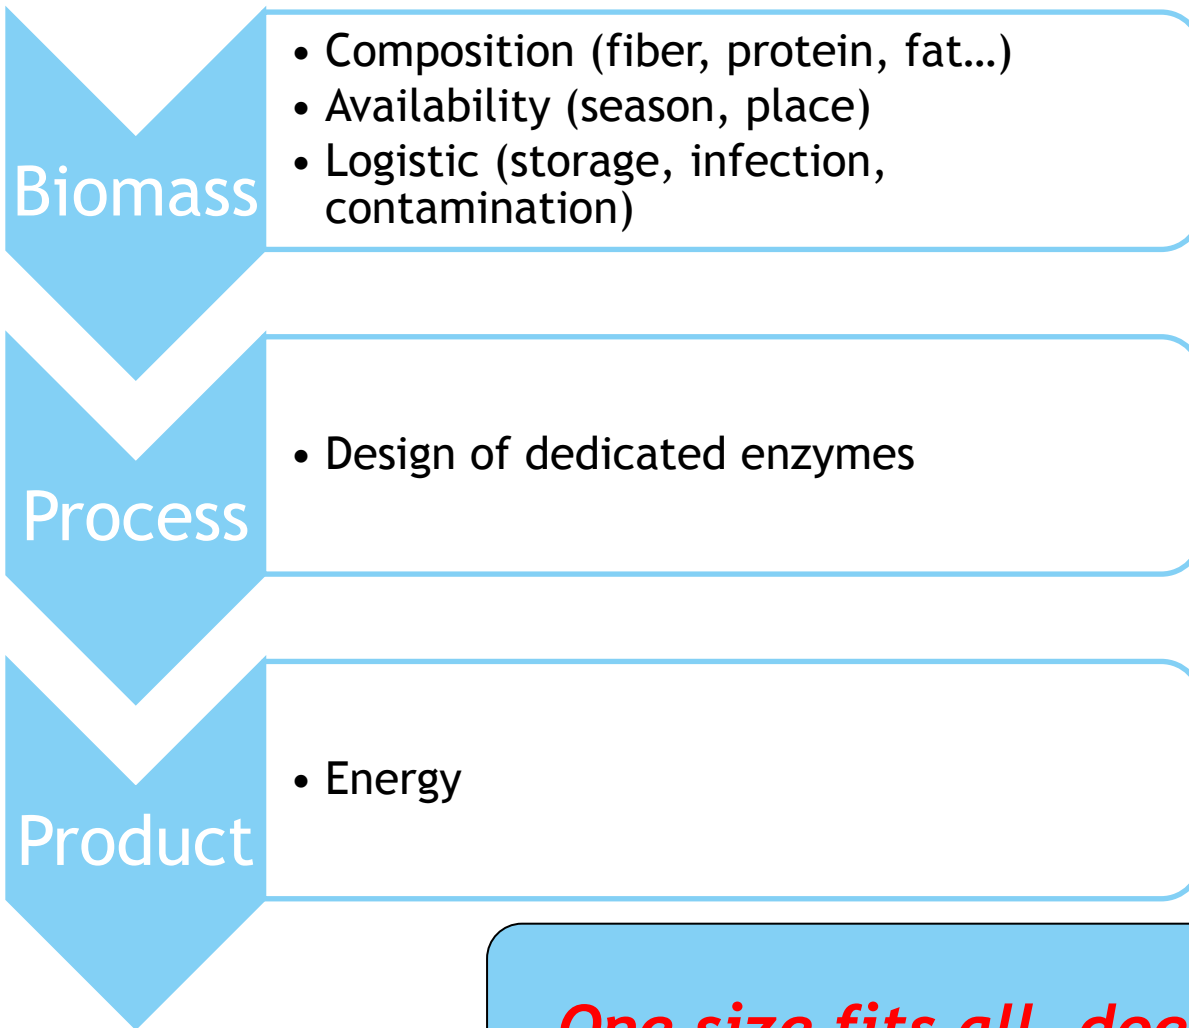 Biomass
• Composition (fiber, protein, fat…)
• Availability (season, place)
• Logistic (storage, infection,
contamination)
Process
• Design of dedicated enzymes
Product
• Energy
One size fits all, doe